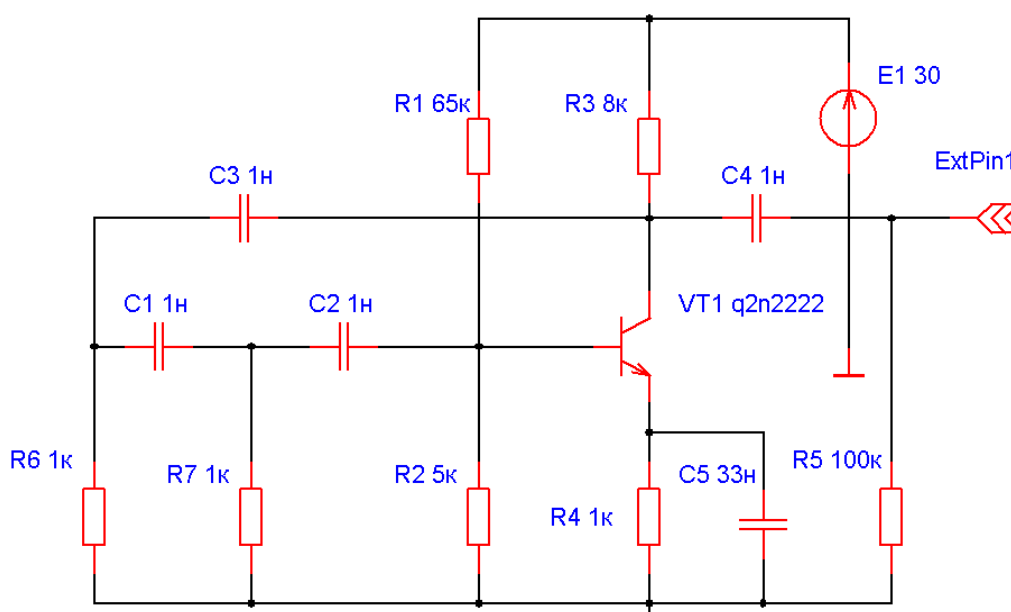 E1 30
R1 65к
R3 8к
ExtPin1
C3 1н
C4 1н
C1 1н
C2 1н
VT1 q2n2222
R6 1к
R7 1к
R2 5к
C5 33н
R5 100к
R4 1к